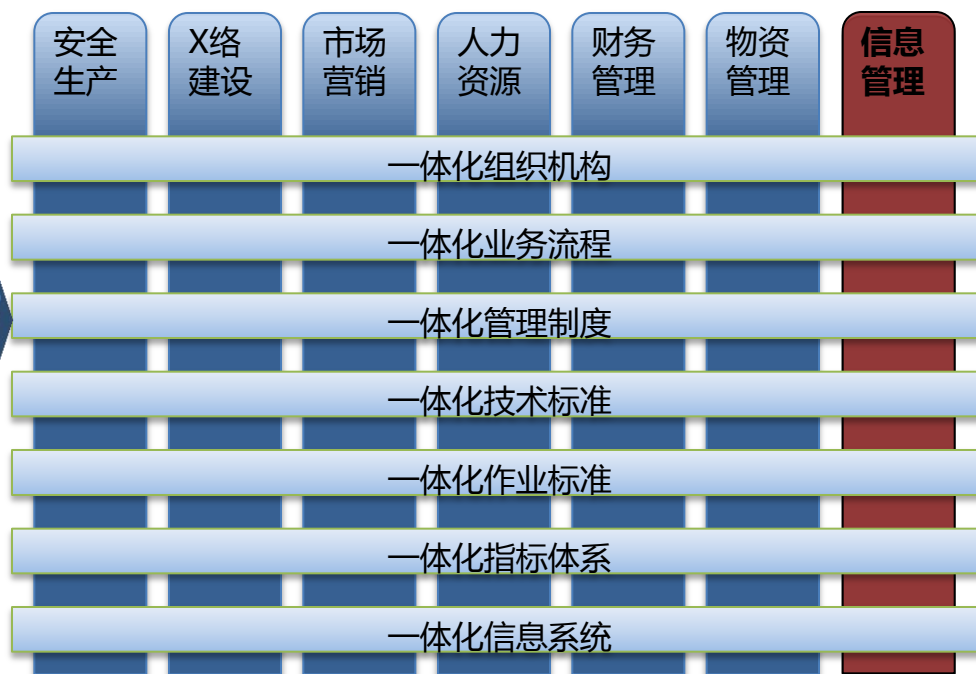 安全
生产
X络
建设
市场
营销
人力
资源
财务
管理
物资
管理
信息
管理
一体化组织机构
一体化业务流程
一体化管理制度
一体化技术标准
一体化作业标准
一体化指标体系
一体化信息系统